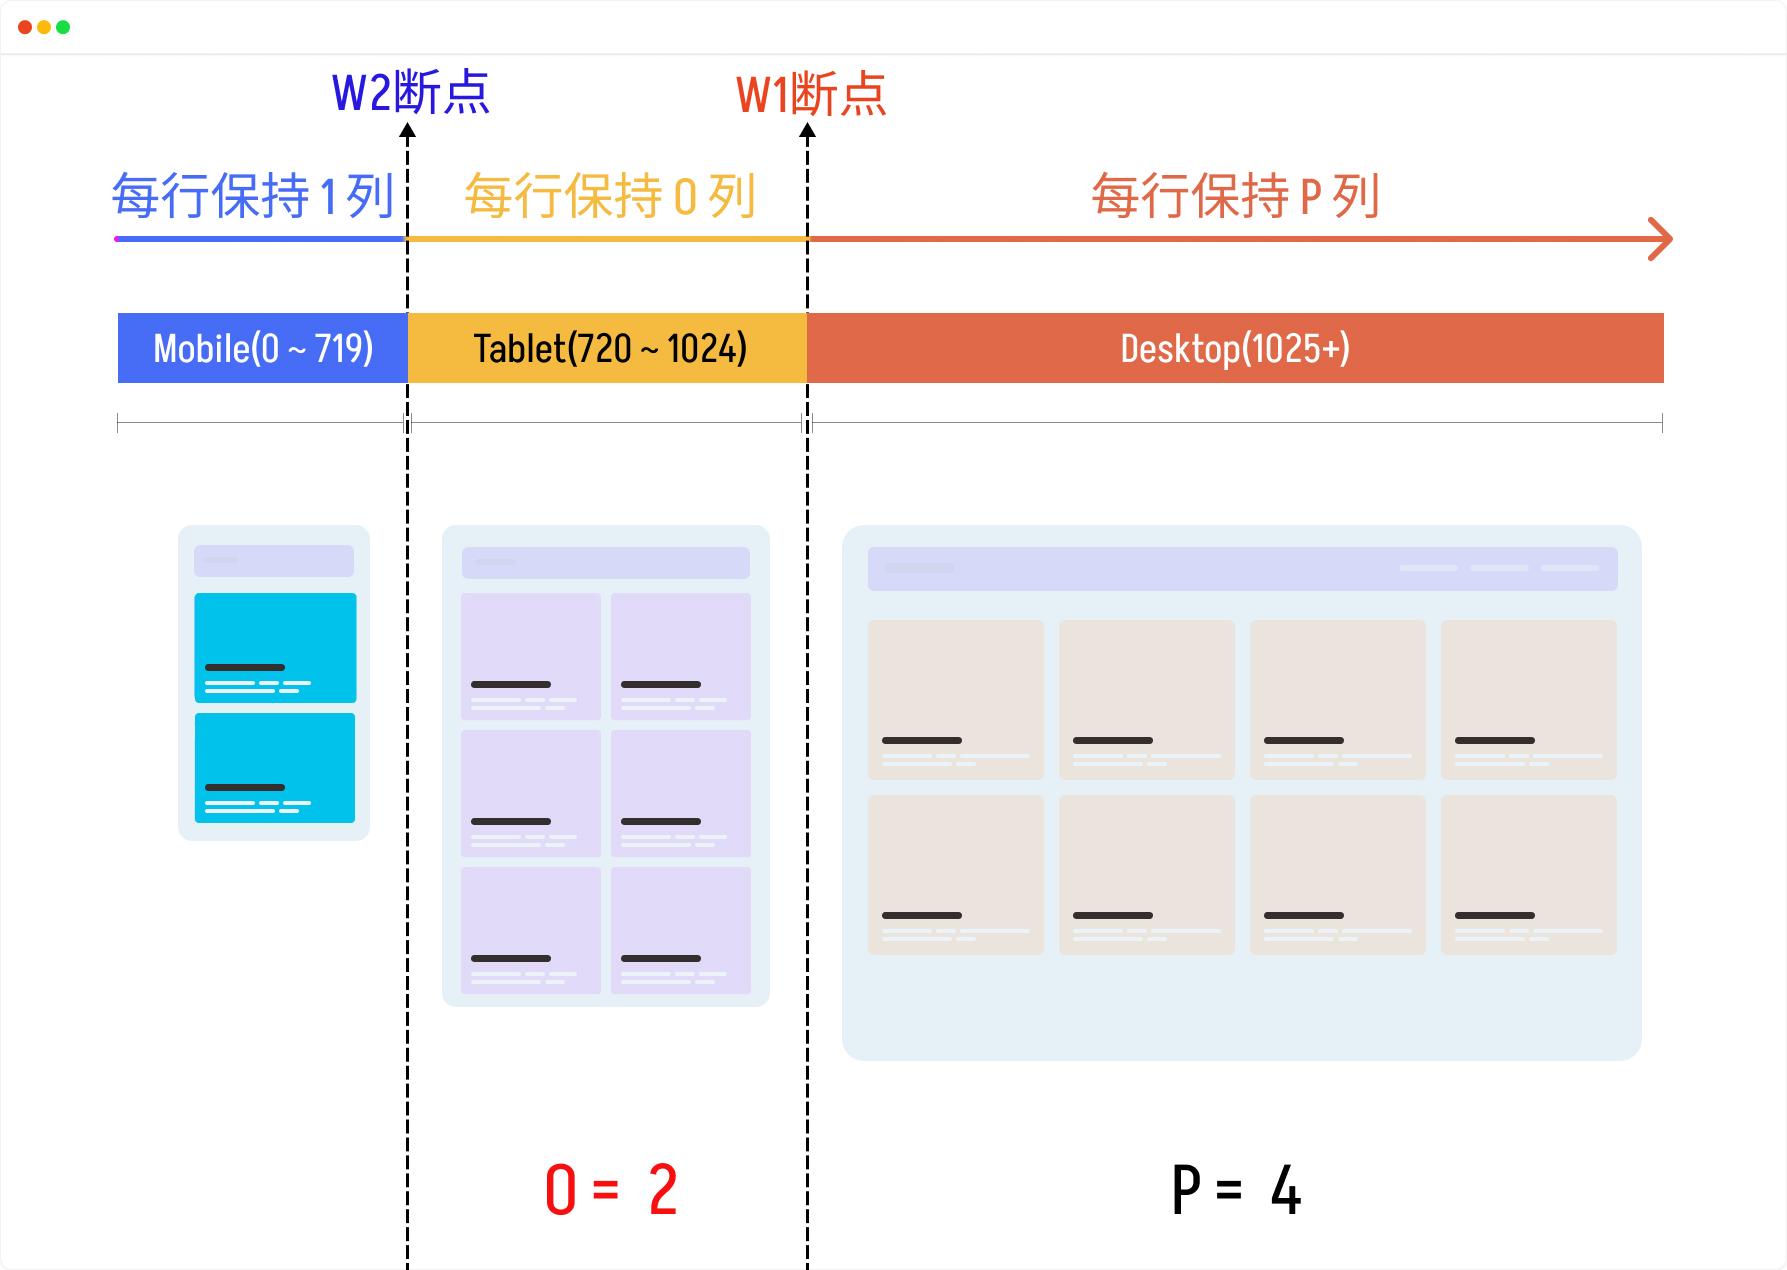 W2断点
W1断点
每行保持 1 列
每行保持 O 列
每行保持 P 列
Mobile(0 ~ 719)
Tablet(720 ~ 1024)
Desktop(1025+)
O = 2
P = 4